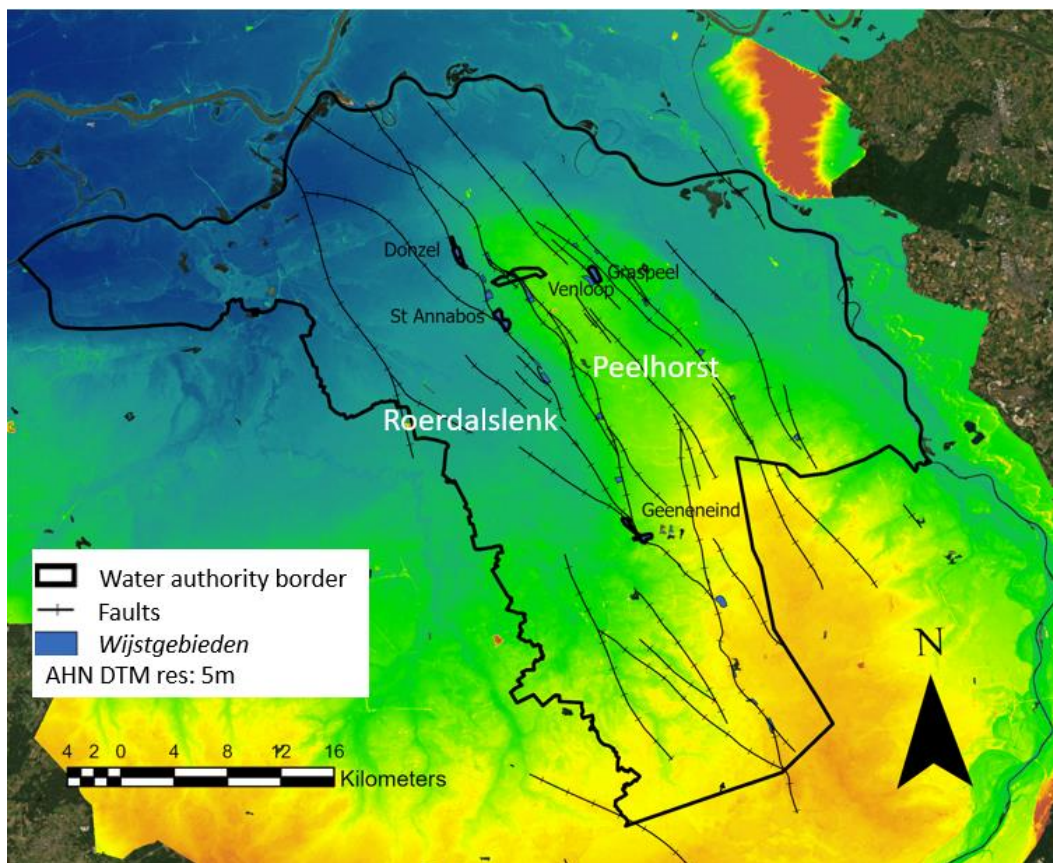 Donzel
Graspeel
Venloop
St Annabos
Peelhorst
Roerdalslenk
Geeneneind
Water authority border
Faults
Wijstgebieden
AHN DTM res: 5m
N
4 2 0 4 8 12 16
Kilometers